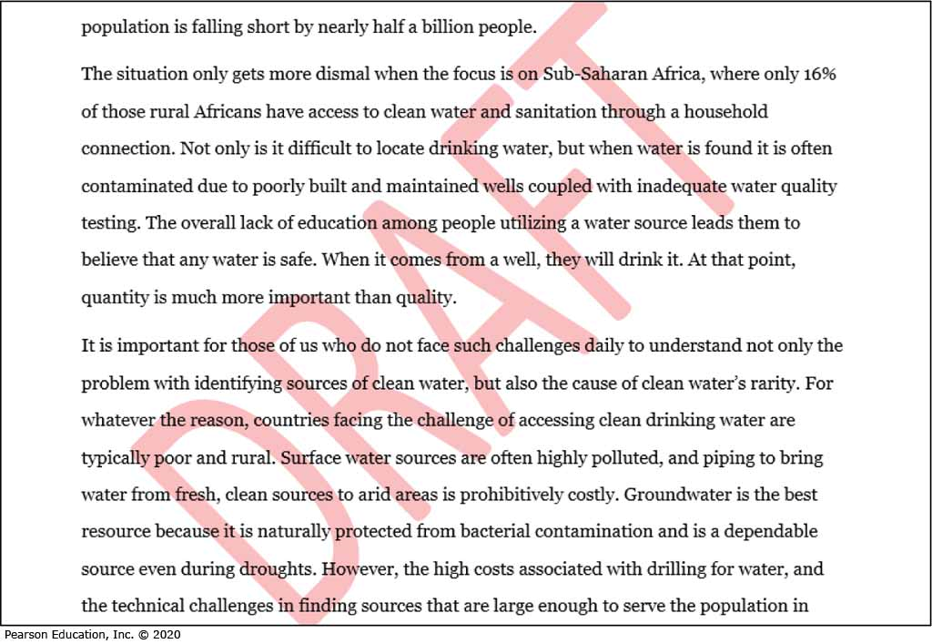 population is falling short by nearly half a billion people.
The situation only gets more dismal when the focus is on Sub-Saharan Africa, where only 16%
of those rural Africans have access to clean water and sanitation through a household
connection. Not only is it difficult to locate drinking water, but when water is found it is often
contaminated due to poorly built and maintained wells coupled with inadequate water quality
testing. The overall lack of education among people utilizing a water source leads them to
believe that any water is safe. When it comes from a well, they will drink it. At that point,
quantity is much more important than quality.
It is important for those of us who do not face such challenges daily to understand not only the
problem with identifying sources of clean water, but also the cause of clean water’s rarity. For
whatever the reason, countries facing the challenge of accessing clean drinking water are
typically poor and rural. Surface water sources are often highly polluted, and piping to bring
water from fresh, clean sources to arid areas is prohibitively costly. Groundwater is the best
resource because it is naturally protected from bacterial contamination and is a dependable
source even during droughts. However, the high costs associated with drilling for water, and
the technical challenges in finding sources that are large enough to serve the population in
DRAFT
Pearson Education, Inc. © 2020